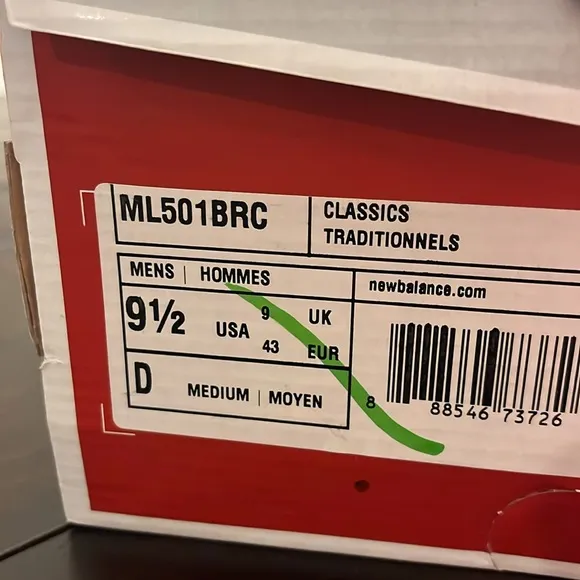 ML501BRC
CLASSICS
TRADITIONNELS
MENS | HOMMES
newbalance.com
9½ USA
9 UK
43 EUR
D MEDIUM | MOYEN
8 88546 73726